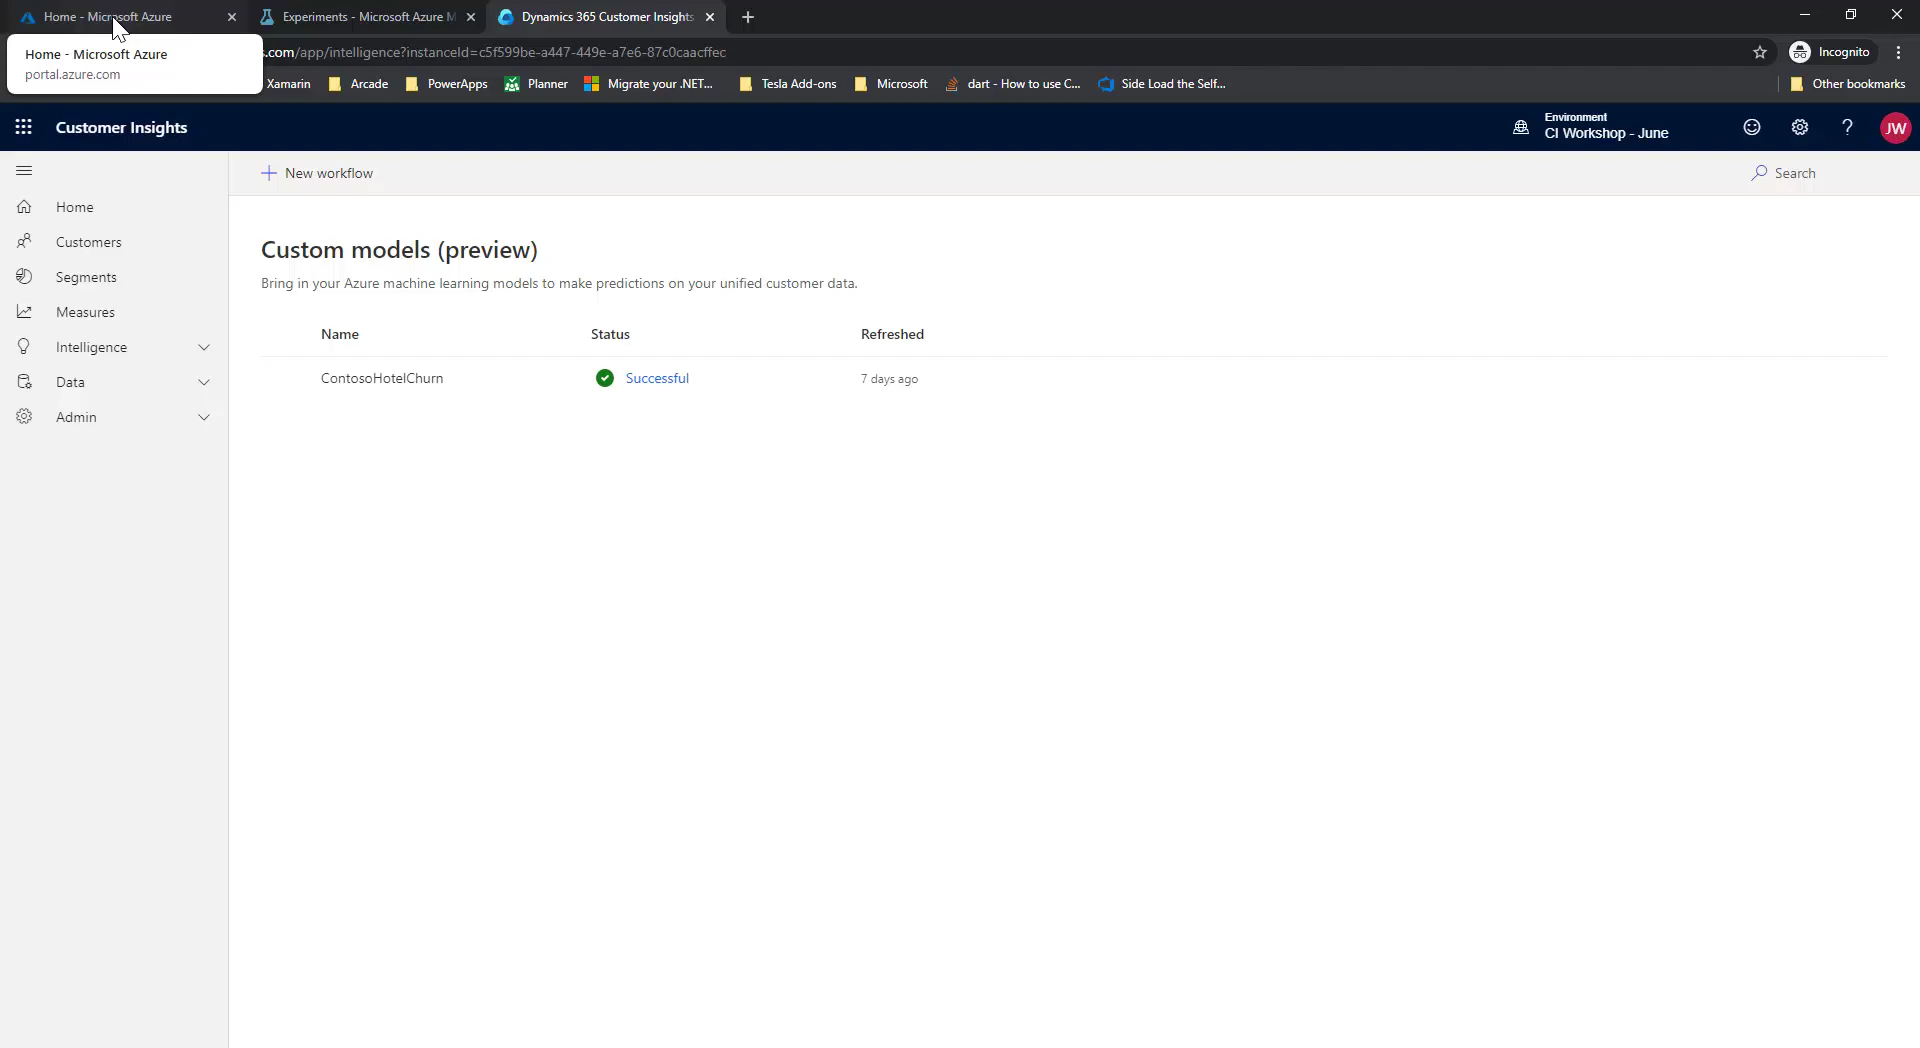 Home - Microsoft Azure
Experiments - Microsoft Azure M
Dynamics 365 Customer Insights
Home - Microsoft Azure
portal.azure.com
s.com/app/intelligence?instanceId=c5f599be-a447-449e-a7e6-87c0caacffec
Incognito
Xamarin
Arcade
PowerApps
Planner
Migrate your .NET...
Tesla Add-ons
Microsoft
dart - How to use C...
Side Load the Self...
Other bookmarks
Customer Insights
Environment
CI Workshop - June
JW
New workflow
Search
Home
Customers
Segments
Measures
Intelligence
Data
Admin
Custom models (preview)
Bring in your Azure machine learning models to make predictions on your unified customer data.
Name Status Refreshed
ContosoHotelChurn Successful 7 days ago